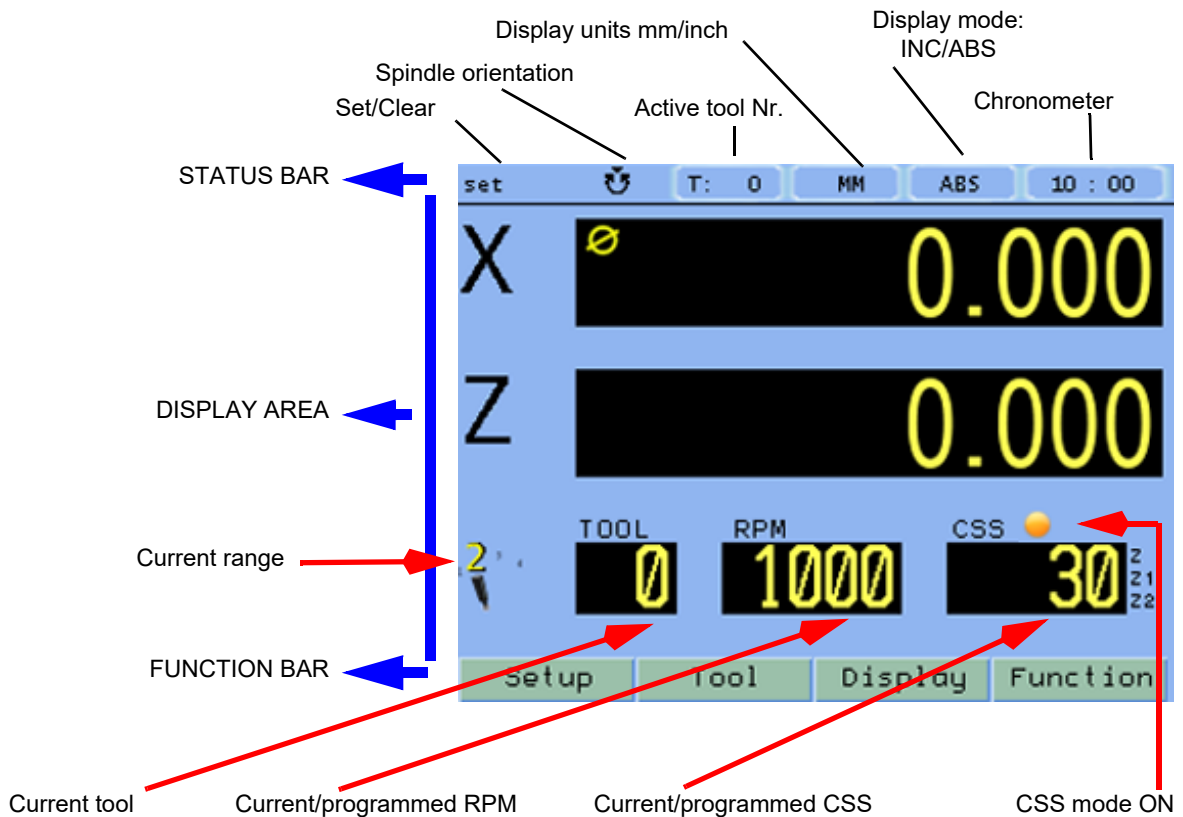 Display units mm/inch
Display mode:
INC/ABS
Spindle orientation
Set/Clear
Active tool Nr.
Chronometer
STATUS BAR
set
T: 0
MM
ABS
10 : 00
X
Ø
0.000
DISPLAY AREA
Z
0.000
TOOL
RPM
CSS
Current range
2
0
1000
30
Z
Z1
Z2
FUNCTION BAR
Setup
Tool
Display
Function
Current tool
Current/programmed RPM
Current/programmed CSS
CSS mode ON